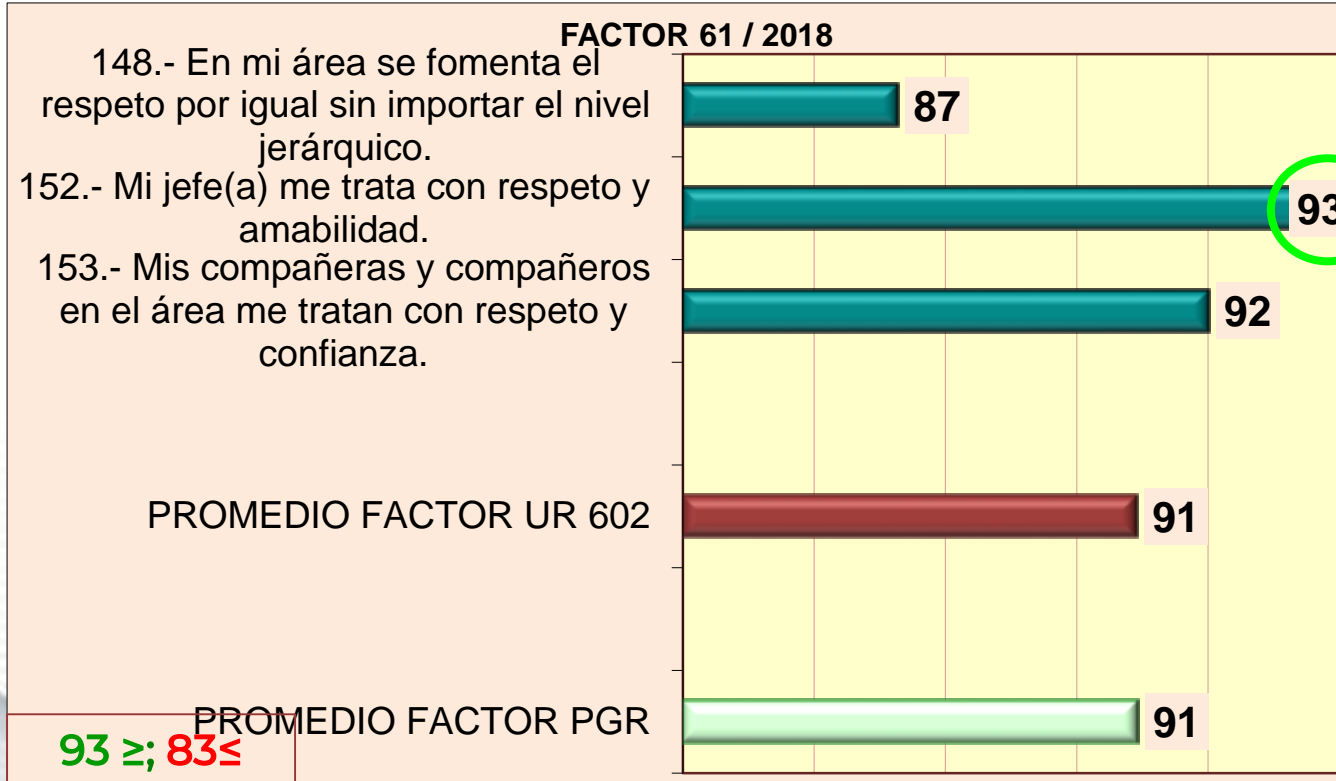 FACTOR 61 / 2018
148.- En mi área se fomenta el
respeto por igual sin importar el nivel
jerárquico.
87
152.- Mi jefe(a) me trata con respeto y
amabilidad.
93
153.- Mis compañeras y compañeros
en el área me tratan con respeto y
confianza.
92
PROMEDIO FACTOR UR 602
91
PROMEDIO FACTOR PGR
91
93 ≥; 83≤